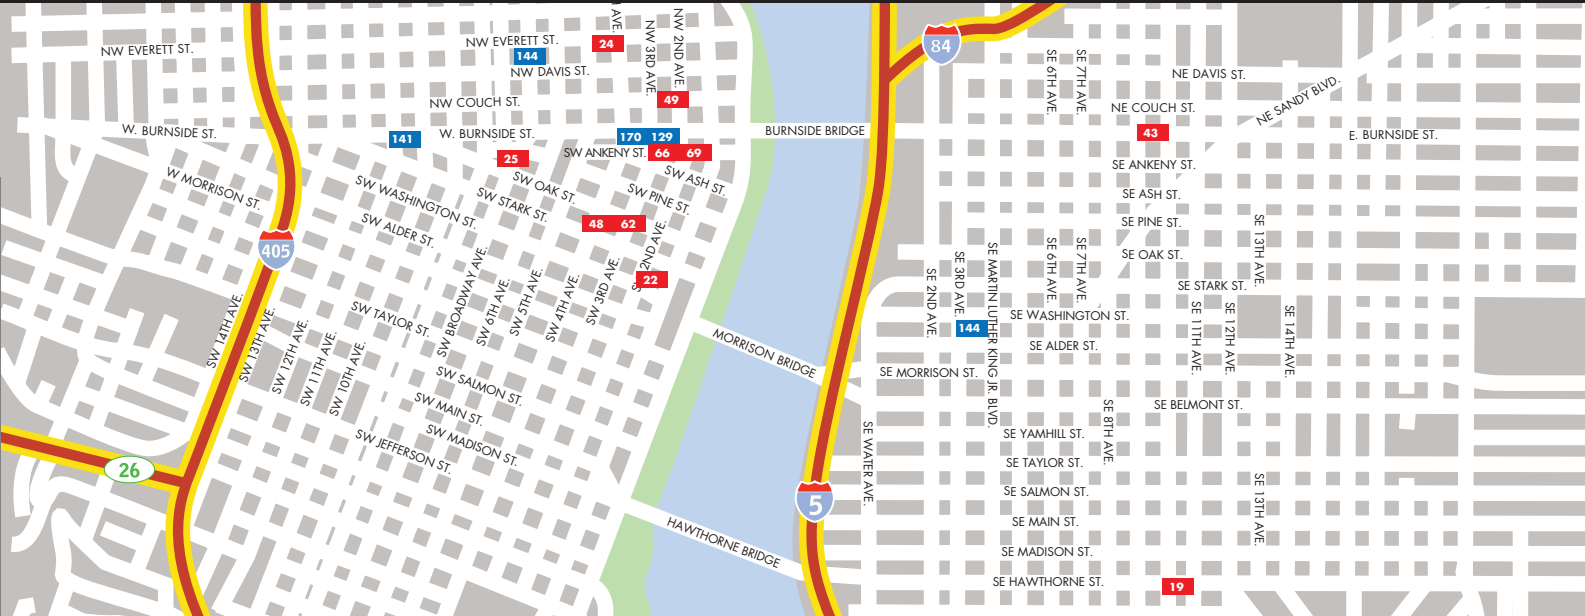 AVE.
NW 3RD AVE.
NW 2ND AVE.
NW EVERETT ST.
NW EVERETT ST.
24
144
NW DAVIS ST.
84
SE 6TH AVE.
SE 7TH AVE.
NE DAVIS ST.
NE SANDY BLVD.
NW COUCH ST.
49
NE COUCH ST.
W. BURNSIDE ST.
141
W. BURNSIDE ST.
170 129
BURNSIDE BRIDGE
43
E. BURNSIDE ST.
SW ANKENY ST.
66 69
25
SE ANKENY ST.
W MORRISON ST.
SW WASHINGTON ST.
SW OAK ST.
SW STARK ST.
SW PINE ST.
SW ASH ST.
SE ASH ST.
SW ALDER ST.
48 62
SE PINE ST.
SE 13TH AVE.
405
2ND AVE.
22
SE OAK ST.
SE 2ND AVE.
SE 3RD AVE.
SE MARTIN LUTHER KING JR. BLVD.
SE 6TH AVE.
SE 7TH AVE.
SE STARK ST.
SW 14TH AVE.
SW 13TH AVE.
SW 12TH AVE.
SW 11TH AVE.
SW 10TH AVE.
SW TAYLOR ST.
SW BROADWAY AVE.
SW 6TH AVE.
SW 5TH AVE.
SW 4TH AVE.
SW 3RD AVE.
SE WASHINGTON ST.
144
SE 11TH AVE.
SE 12TH AVE.
SE 14TH AVE.
MORRISON BRIDGE
SE ALDER ST.
SE MORRISON ST.
SW SALMON ST.
SW MAIN ST.
SW MADISON ST.
SW JEFFERSON ST.
SE BELMONT ST.
SE 8TH AVE.
SE WATER AVE.
SE YAMHILL ST.
26
SE TAYLOR ST.
5
SE SALMON ST.
SE 13TH AVE.
HAWTHORNE BRIDGE
SE MAIN ST.
SE MADISON ST.
SE HAWTHORNE ST.
19